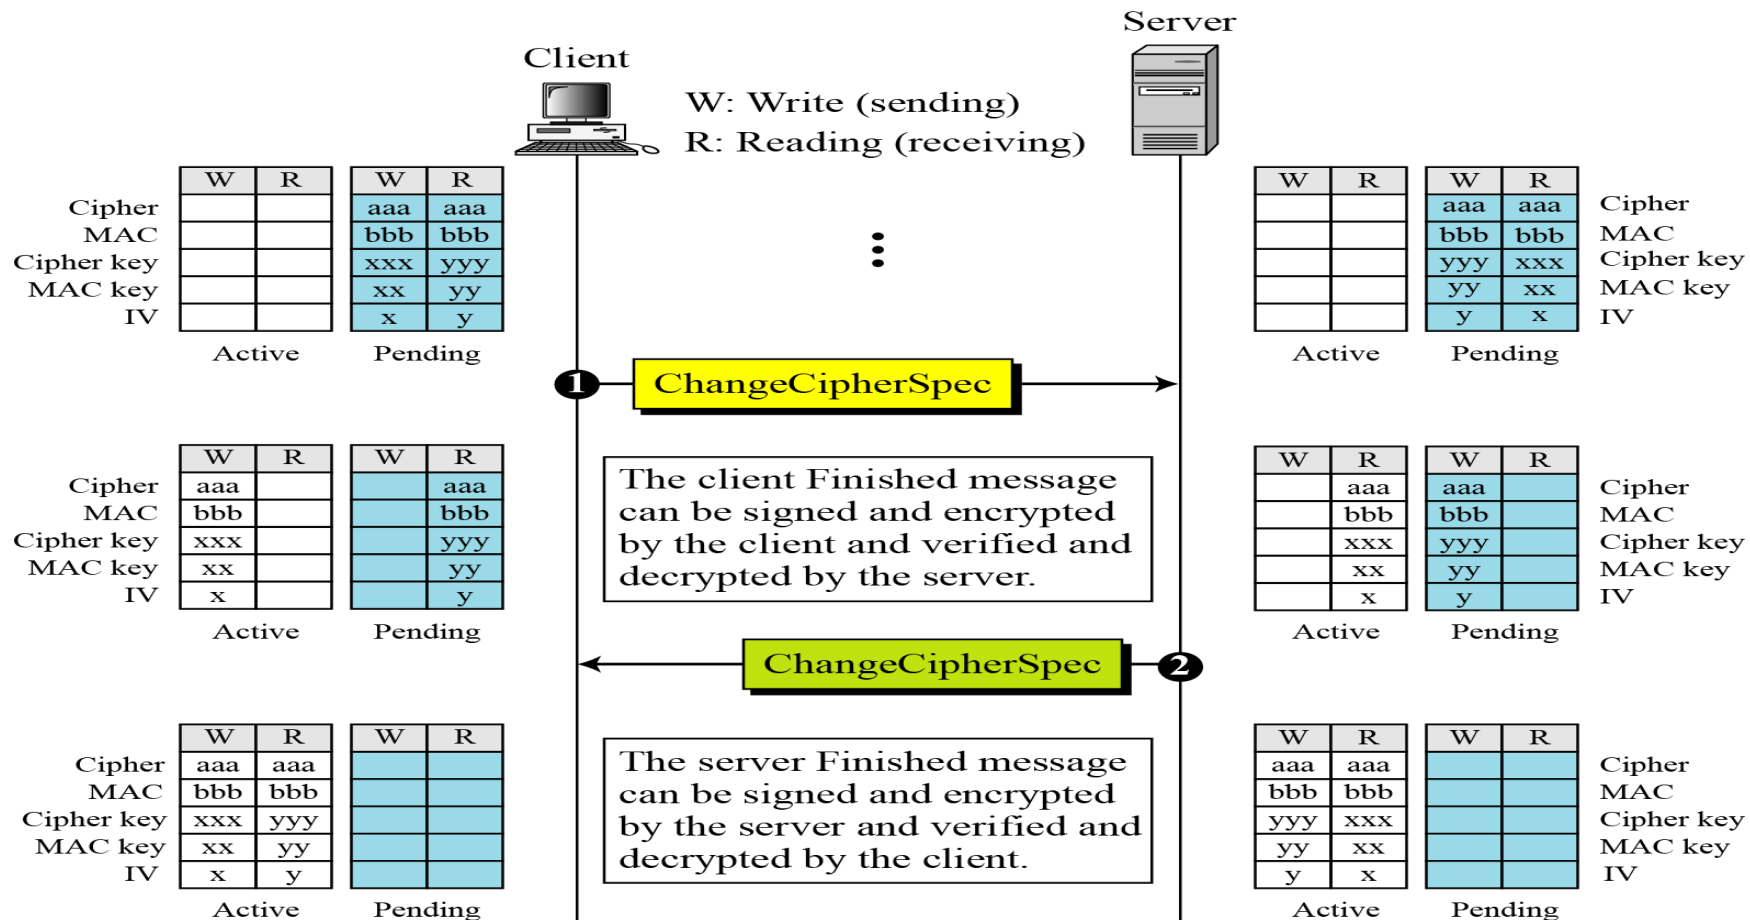 Server
Client
W: Write (sending)
R: Reading (receiving)
W R W R
Cipher aaa aaa
MAC bbb bbb
Cipher key xxx yyy
MAC key xx yy
IV x y
Active Pending
W R W R
aaa aaa Cipher
bbb bbb MAC
yyy xxx Cipher key
yy xx MAC key
y x IV
Active Pending
1 ChangeCipherSpec
W R W R
Cipher aaa aaa
MAC bbb bbb
Cipher key xxx yyy
MAC key xx yy
IV x y
Active Pending
The client Finished message
can be signed and encrypted
by the client and verified and
decrypted by the server.
W R W R
aaa aaa Cipher
bbb bbb MAC
xxx yyy Cipher key
xx yy MAC key
x y IV
Active Pending
ChangeCipherSpec 2
W R W R
Cipher aaa aaa
MAC bbb bbb
Cipher key xxx yyy
MAC key xx yy
IV x y
Active Pending
The server Finished message
can be signed and encrypted
by the server and verified and
decrypted by the client.
W R W R
aaa aaa Cipher
bbb bbb MAC
yyy xxx Cipher key
yy xx MAC key
y x IV
Active Pending